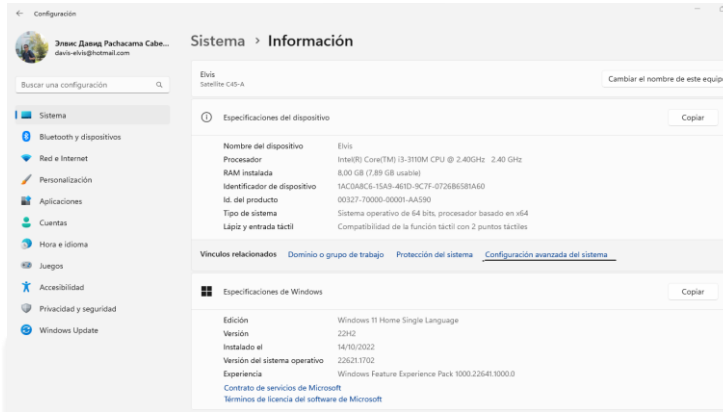 Configuración
Элвис Давид Pachacama Cabe...
davis-elvis@hotmail.com
Buscar una configuración
Sistema
Bluetooth y dispositivos
Red e Internet
Personalización
Aplicaciones
Cuentas
Hora e idioma
Juegos
Accesibilidad
Privacidad y seguridad
Windows Update
Sistema > Información
Elvis
Satellite C45-A
Cambiar el nombre de este equip
Especificaciones del dispositivo
Copiar
Nombre del dispositivo Elvis
Procesador Intel(R) Core(TM) i3-3110M CPU @ 2.40GHz 2.40 GHz
RAM instalada 8,00 GB (7,89 GB usable)
Identificador de dispositivo 1AC0A8C6-15A9-461D-9C7F-072686581A60
Id. del producto 00327-70000-00001-AA590
Tipo de sistema Sistema operativo de 64 bits, procesador basado en x64
Lápiz y entrada táctil Compatibilidad de la función táctil con 2 puntos táctiles
Vínculos relacionados Dominio o grupo de trabajo Protección del sistema Configuración avanzada del sistema
Especificaciones de Windows
Copiar
Edición Windows 11 Home Single Language
Versión 22H2
Instalado el 14/10/2022
Versión del sistema operativo 22621.1702
Experiencia Windows Feature Experience Pack 1000.22641.1000.0
Contrato de servicios de Microsoft
Términos de licencia del software de Microsoft